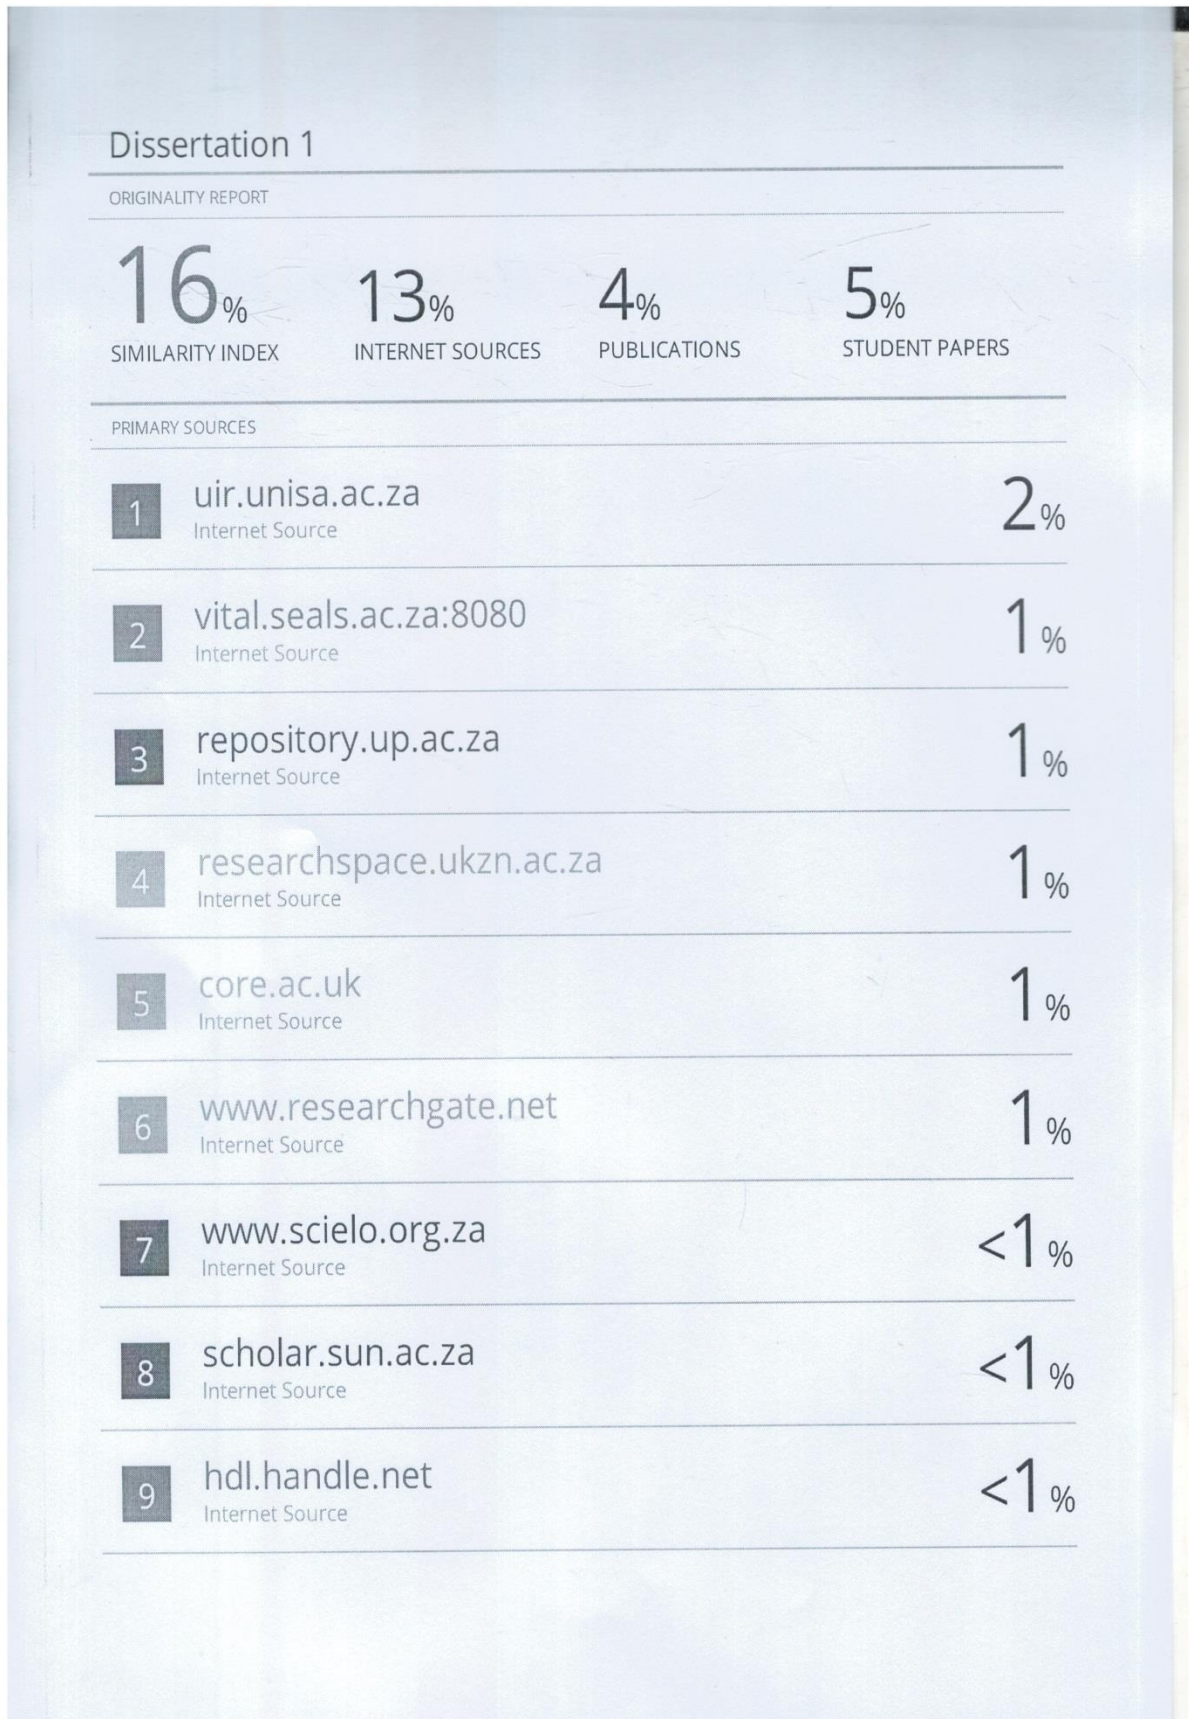 Dissertation 1
ORIGINALITY REPORT
16% 13% 4% 5%
SIMILARITY INDEX INTERNET SOURCES PUBLICATIONS STUDENT PAPERS
PRIMARY SOURCES
1 uir.unisa.ac.za 2%
Internet Source
2 vital.seals.ac.za:8080 1%
Internet Source
3 repository.up.ac.za 1%
Internet Source
4 researchspace.ukzn.ac.za 1%
Internet Source
5 core.ac.uk 1%
Internet Source
6 www.researchgate.net 1%
Internet Source
7 www.scielo.org.za <1%
Internet Source
8 scholar.sun.ac.za <1%
Internet Source
9 hdl.handle.net <1%
Internet Source